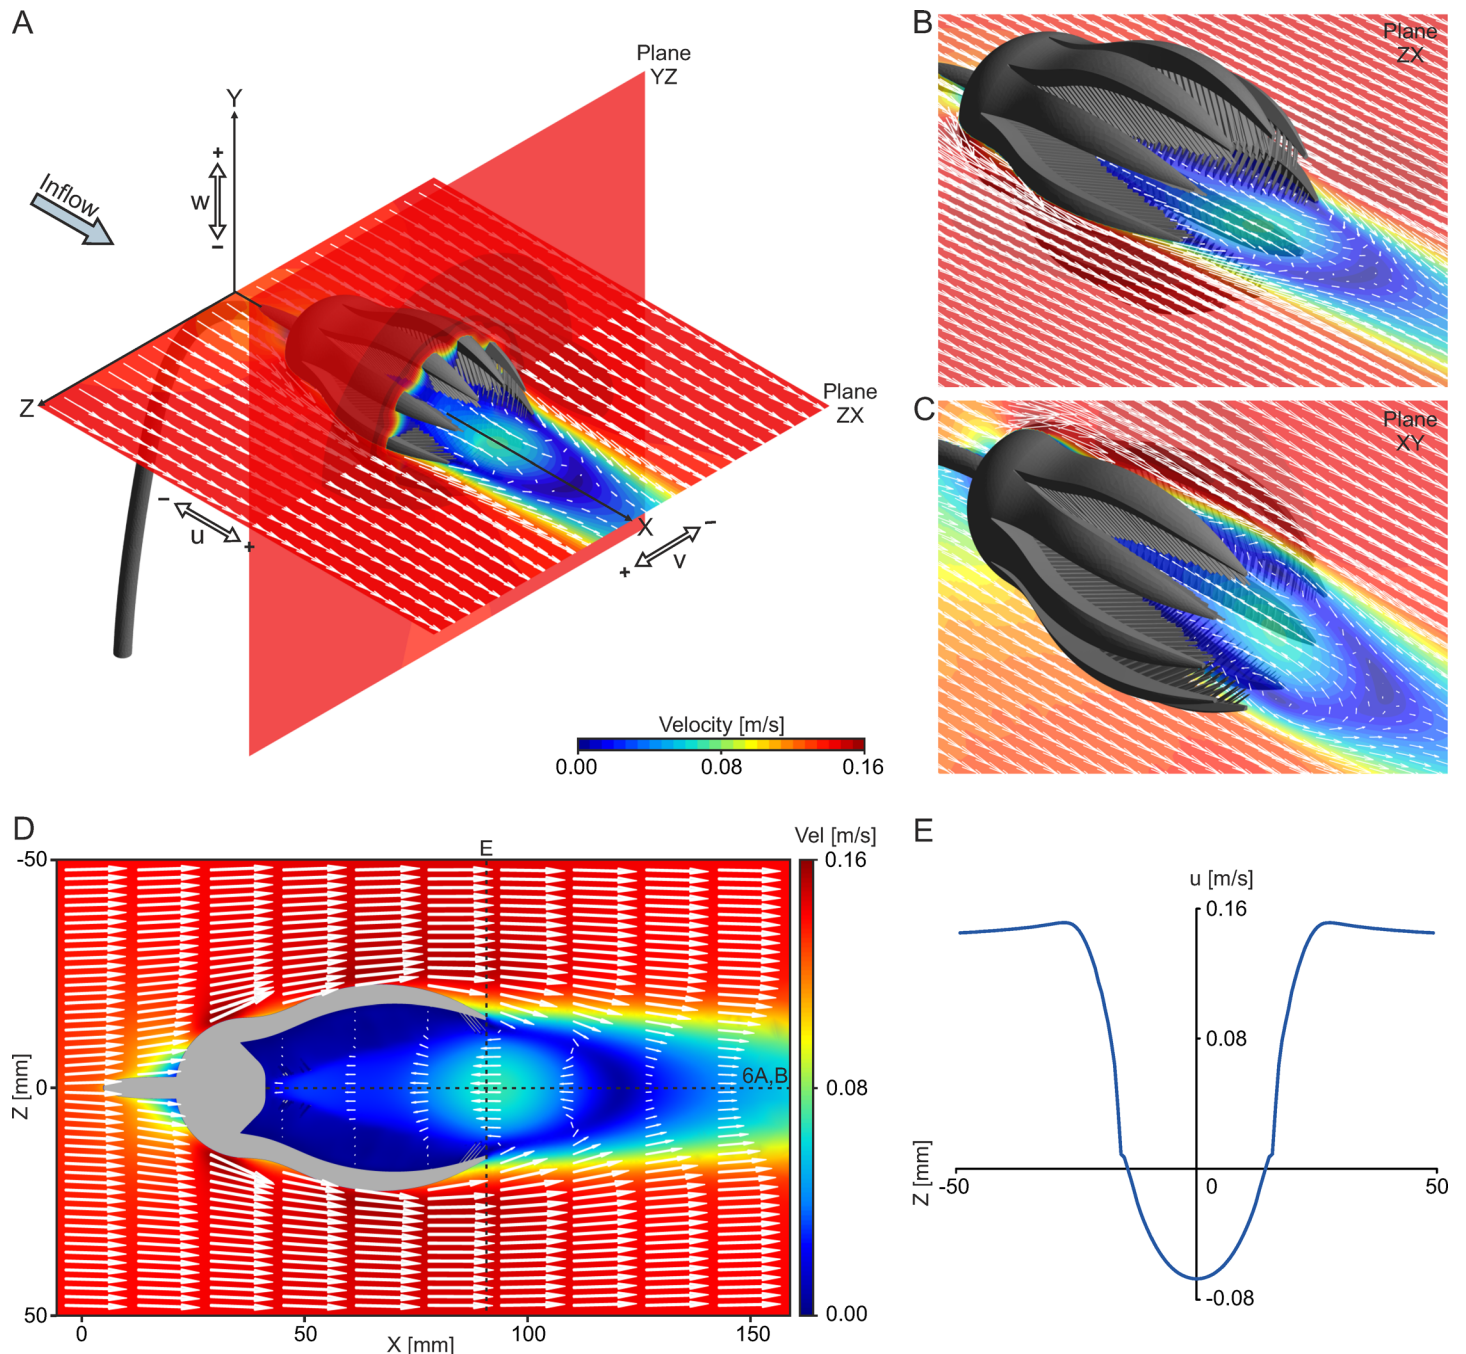 A
Plane
YZ
Y
+
w
−
Inflow
Z
Plane
ZX
−
u
+
X
−
v
+
Velocity [m/s]
0.00
0.08
0.16
B
Plane
ZX
C
Plane
XY
D
E
Vel [m/s]
-50
0
50
Z [mm]
6A,B
0.16
0.08
0.00
0
50
100
150
X [mm]
E
u [m/s]
0.16
0.08
Z [mm]
-50
0
50
-0.08